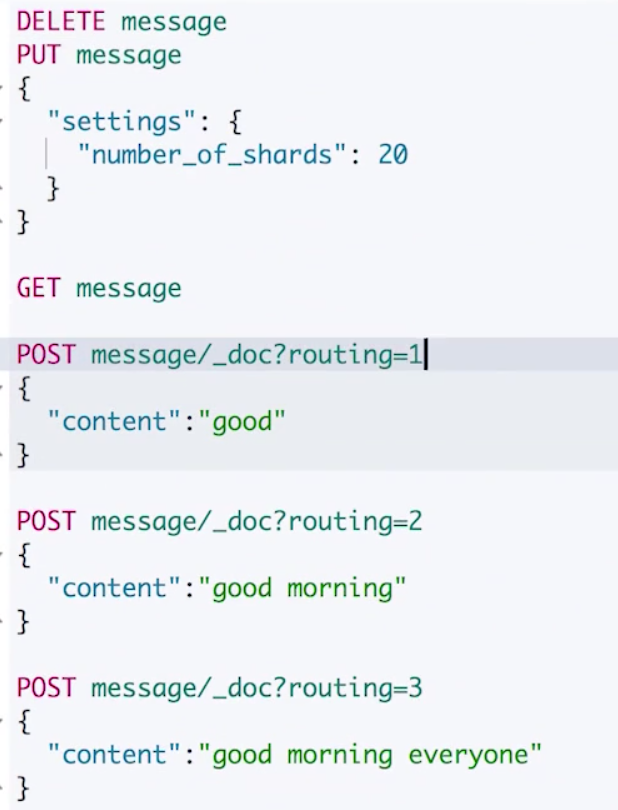 DELETE message
PUT message
{
  "settings": {
    "number_of_shards": 20
  }
}

GET message

POST message/_doc?routing=1
{
  "content":"good"
}

POST message/_doc?routing=2
{
  "content":"good morning"
}

POST message/_doc?routing=3
{
  "content":"good morning everyone"
}